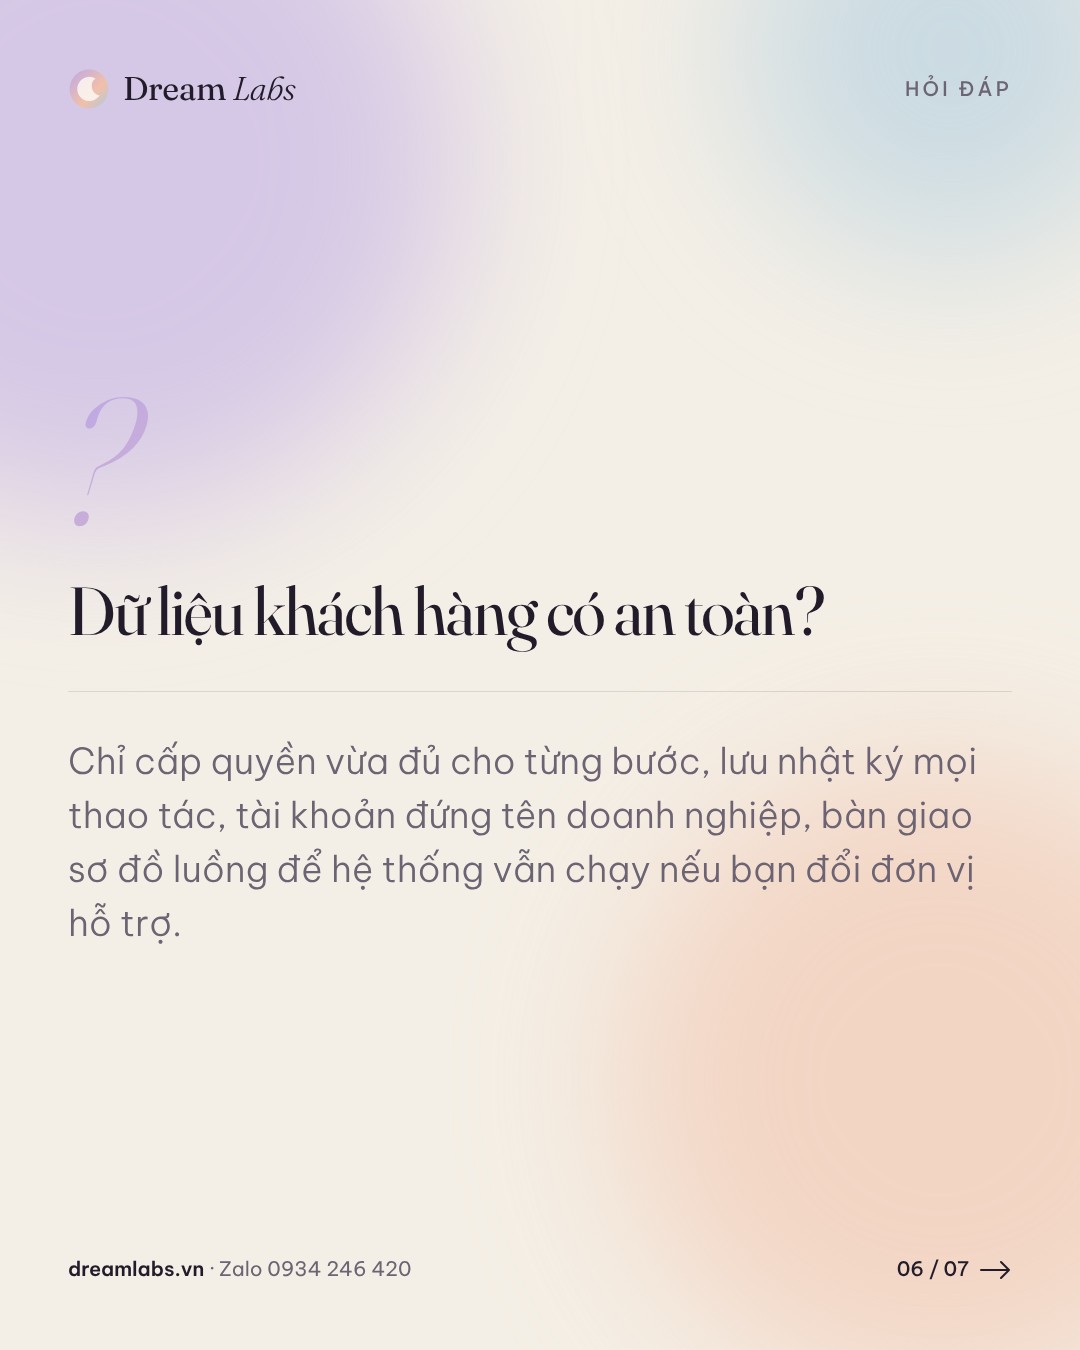 Dream Labs
HỎI ĐÁP
?
Dữ liệu khách hàng có an toàn?
Chỉ cấp quyền vừa đủ cho từng bước, lưu nhật ký mọi
thao tác, tài khoản đứng tên doanh nghiệp, bàn giao
sơ đồ luồng để hệ thống vẫn chạy nếu bạn đổi đơn vị
hỗ trợ.
dreamlabs.vn · Zalo 0934 246 420
06 / 07 →